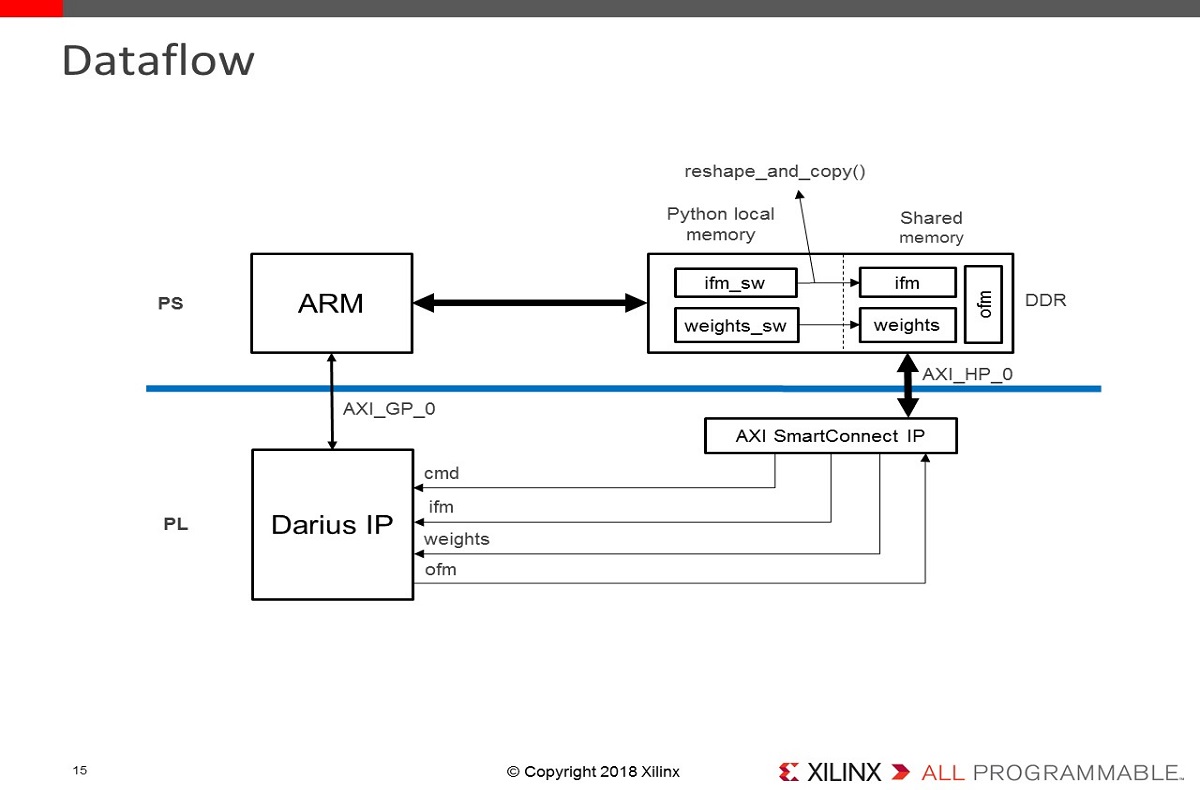 Dataflow
reshape_and_copy()
Python local
memory
Shared
memory
PS
ARM
ifm_sw
ifm
ofm
DDR
weights_sw
weights
AXI_HP_0
AXI_GP_0
AXI SmartConnect IP
PL
Darius IP
cmd
ifm
weights
ofm
15
© Copyright 2018 Xilinx
XILINX ALL PROGRAMMABLE™